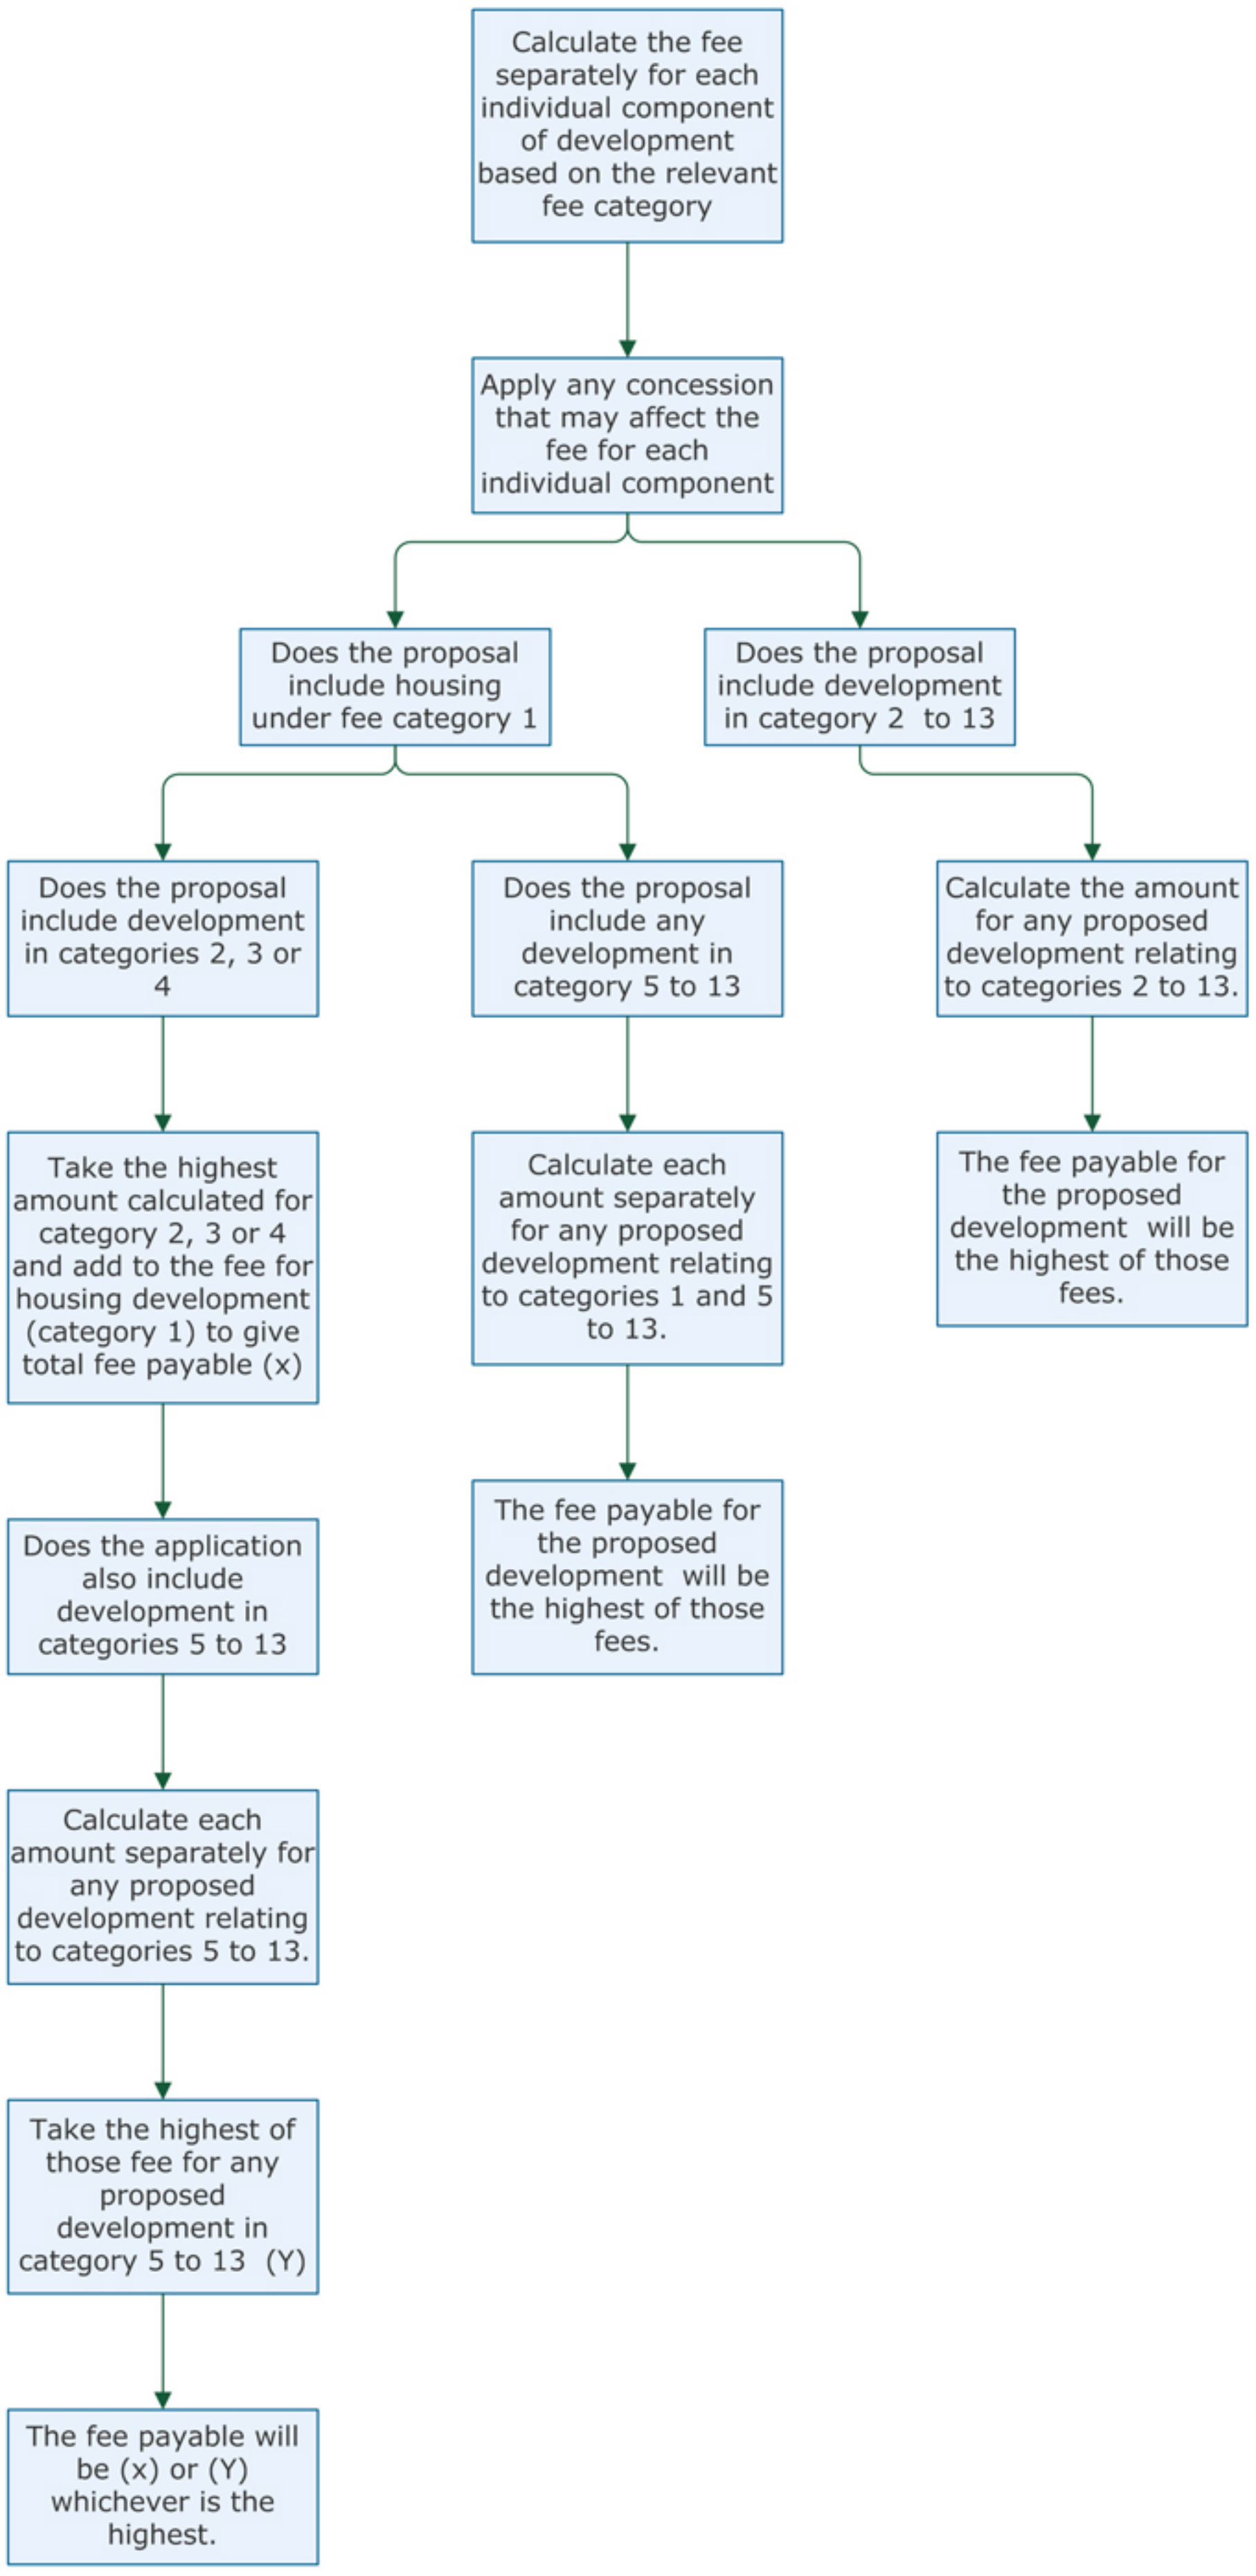 Calculate the fee
separately for each
individual component
of development
based on the relevant
fee category
Apply any concession
that may affect the
fee for each
individual component
Does the proposal
include housing
under fee category 1
Does the proposal
include development
in category 2  to 13
Does the proposal
include development
in categories 2, 3 or
4
Does the proposal
include any
development in
category 5 to 13
Calculate the amount
for any proposed
development relating
to categories 2 to 13.
Take the highest
amount calculated for
category 2, 3 or 4
and add to the fee for
housing development
(category 1) to give
total fee payable (x)
Calculate each
amount separately
for any proposed
development relating
to categories 1 and 5
to 13.
The fee payable for
the proposed
development  will be
the highest of those
fees.
Does the application
also include
development in
categories 5 to 13
The fee payable for
the proposed
development  will be
the highest of those
fees.
Calculate each
amount separately for
any proposed
development relating
to categories 5 to 13.
Take the highest of
those fee for any
proposed
development in
category 5 to 13  (Y)
The fee payable will
be (x) or (Y)
whichever is the
highest.